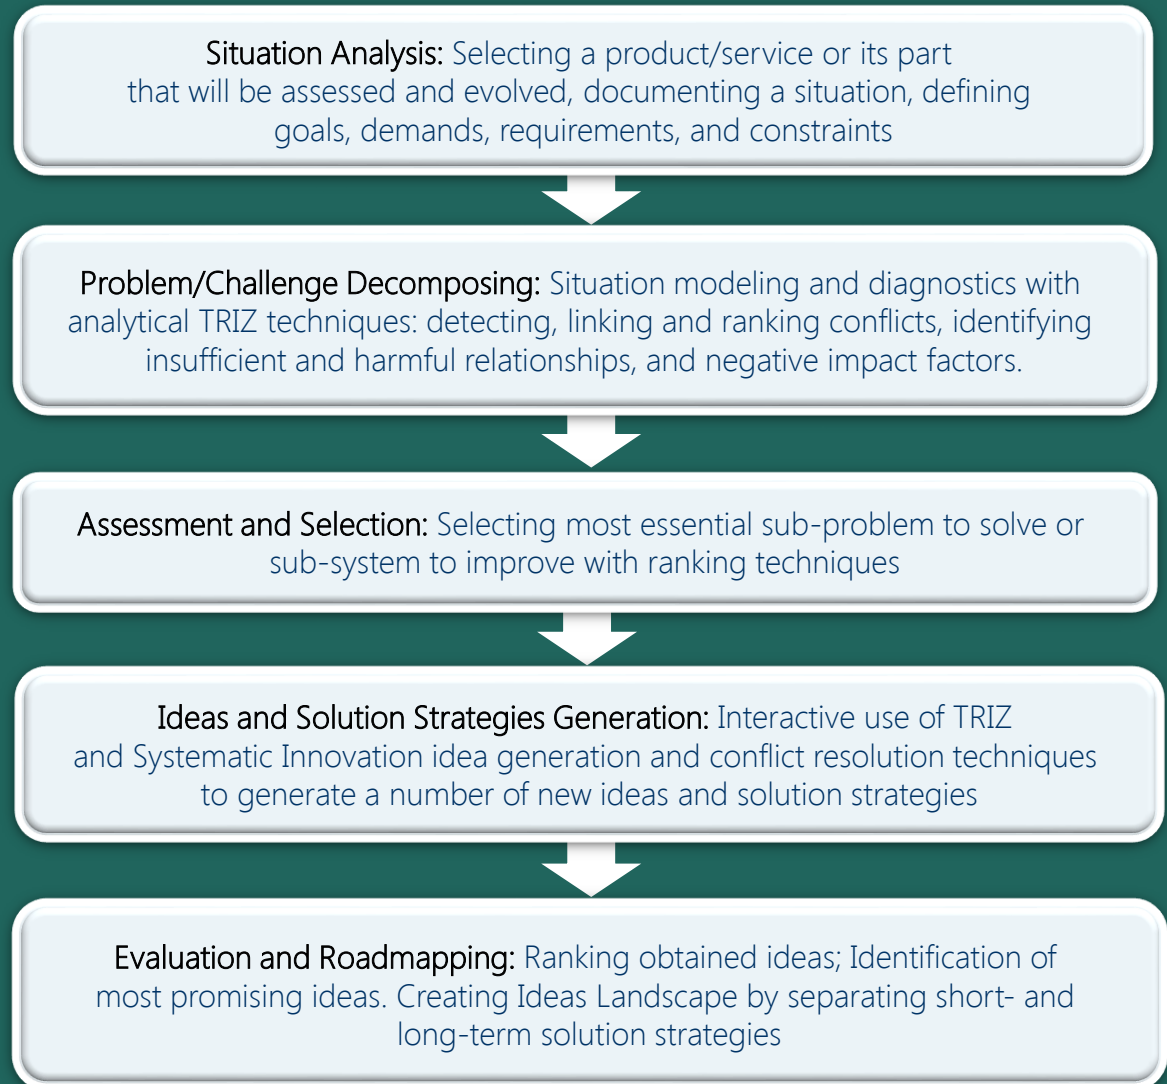 Situation Analysis: Selecting a product/service or its part
that will be assessed and evolved, documenting a situation, defining
goals, demands, requirements, and constraints
Problem/Challenge Decomposing: Situation modeling and diagnostics with
analytical TRIZ techniques: detecting, linking and ranking conflicts, identifying
insufficient and harmful relationships, and negative impact factors.
Assessment and Selection: Selecting most essential sub-problem to solve or
sub-system to improve with ranking techniques
Ideas and Solution Strategies Generation: Interactive use of TRIZ
and Systematic Innovation idea generation and conflict resolution techniques
to generate a number of new ideas and solution strategies
Evaluation and Roadmapping: Ranking obtained ideas; Identification of
most promising ideas. Creating Ideas Landscape by separating short- and
long-term solution strategies